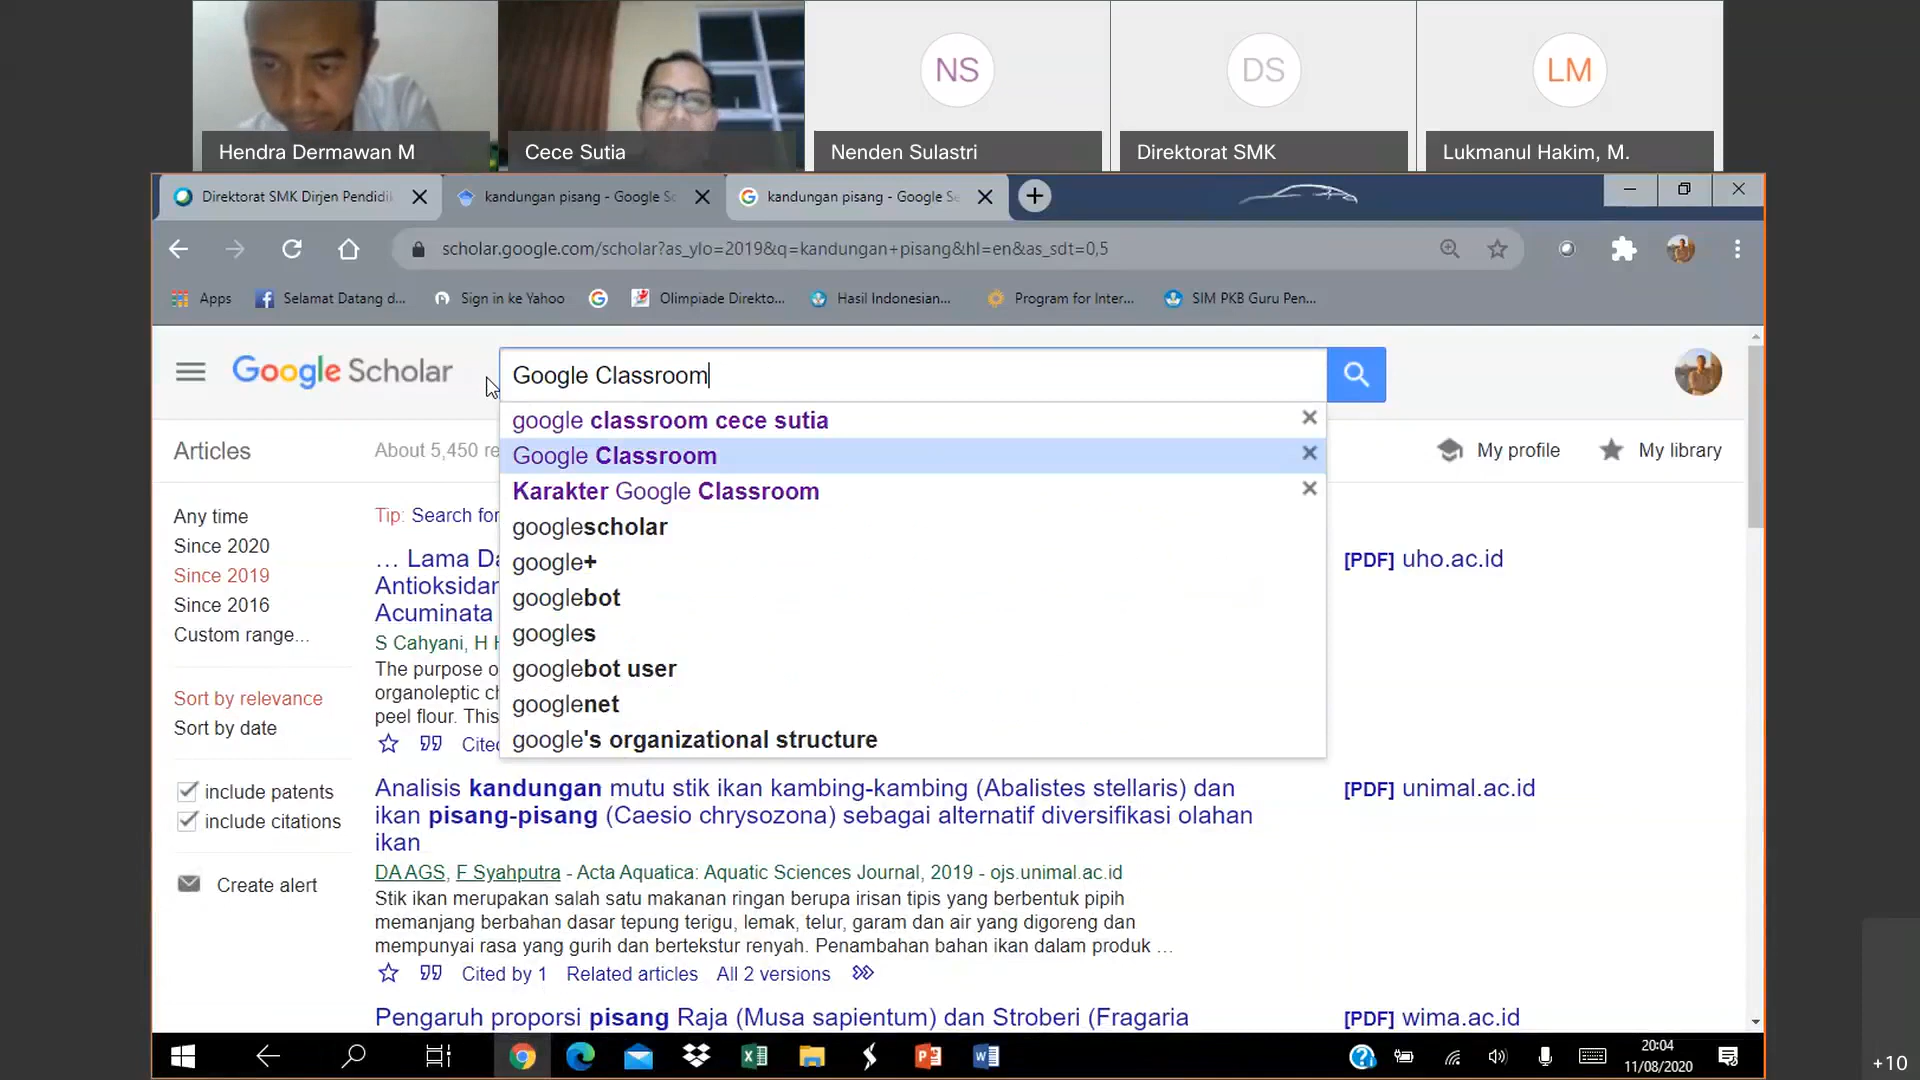 NS
DS
LM
Hendra Dermawan M
Cece Sutia
Nenden Sulastri
Direktorat SMK
Lukmanul Hakim, M.
Direktorat SMK Dirjen Pendidi
kandungan pisang - Google Sc
kandungan pisang - Google Se
scholar.google.com/scholar?as_ylo=2019&q=kandungan+pisang&hl=en&as_sdt=0,5
Apps
Selamat Datang d...
Sign in ke Yahoo
Olimpiade Direkto...
Hasil Indonesian...
Program for Inter...
SIM PKB Guru Pen...
Google Scholar
Google Classroom
google classroom cece sutia
Google Classroom
Karakter Google Classroom
googlescholar
google+
googlebot
googles
googlebot user
googlenet
google's organizational structure
Articles
About 5,450 re
My profile
My library
Any time
Since 2020
Since 2019
Since 2016
Custom range...
Sort by relevance
Sort by date
include patents
include citations
Create alert
Tip: Search for
... Lama Da
Antioksidan
Acuminata
S Cahyani, H H
The purpose o
organoleptic ch
peel flour. This
Cited
[PDF] uho.ac.id
Analisis kandungan mutu stik ikan kambing-kambing (Abalistes stellaris) dan
ikan pisang-pisang (Caesio chrysozona) sebagai alternatif diversifikasi olahan
ikan
[PDF] unimal.ac.id
DA AGS, F Syahputra - Acta Aquatica: Aquatic Sciences Journal, 2019 - ojs.unimal.ac.id
Stik ikan merupakan salah satu makanan ringan berupa irisan tipis yang berbentuk pipih
memanjang berbahan dasar tepung terigu, lemak, telur, garam dan air yang digoreng dan
mempunyai rasa yang gurih dan bertekstur renyah. Penambahan bahan ikan dalam produk ...
Cited by 1 Related articles All 2 versions
Pengaruh proporsi pisang Raja (Musa sapientum) dan Stroberi (Fragaria
[PDF] wima.ac.id
20:04
11/08/2020
+10